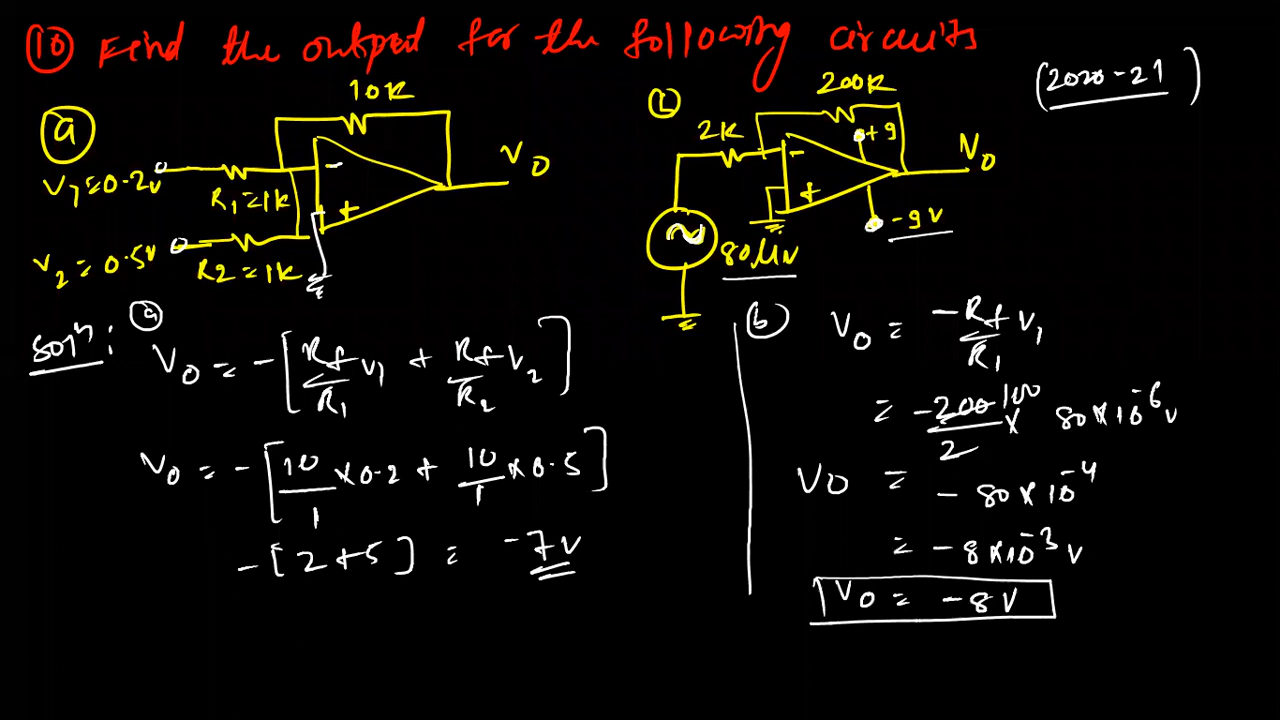 10 Find the output for the following circuits
(2020-21)
a
10K
V1=0.2v
R1=1K
-
+
V0
V2=0.5v
R2=1K
b
200K
2K
-
+
+9
-9v
V0
80μv
Soln: a
V0 = -[Rf/R1 V1 + Rf/R2 V2]
V0 = -[10/1 x0.2 + 10/1 x0.5]
-[2+5] = -7v
b V0 = -Rf/R1 V1
= -200/2 100 x 80x10^-6 v
V0 = -80x10^-4
= -8x10^-3 v
V0 = -8V